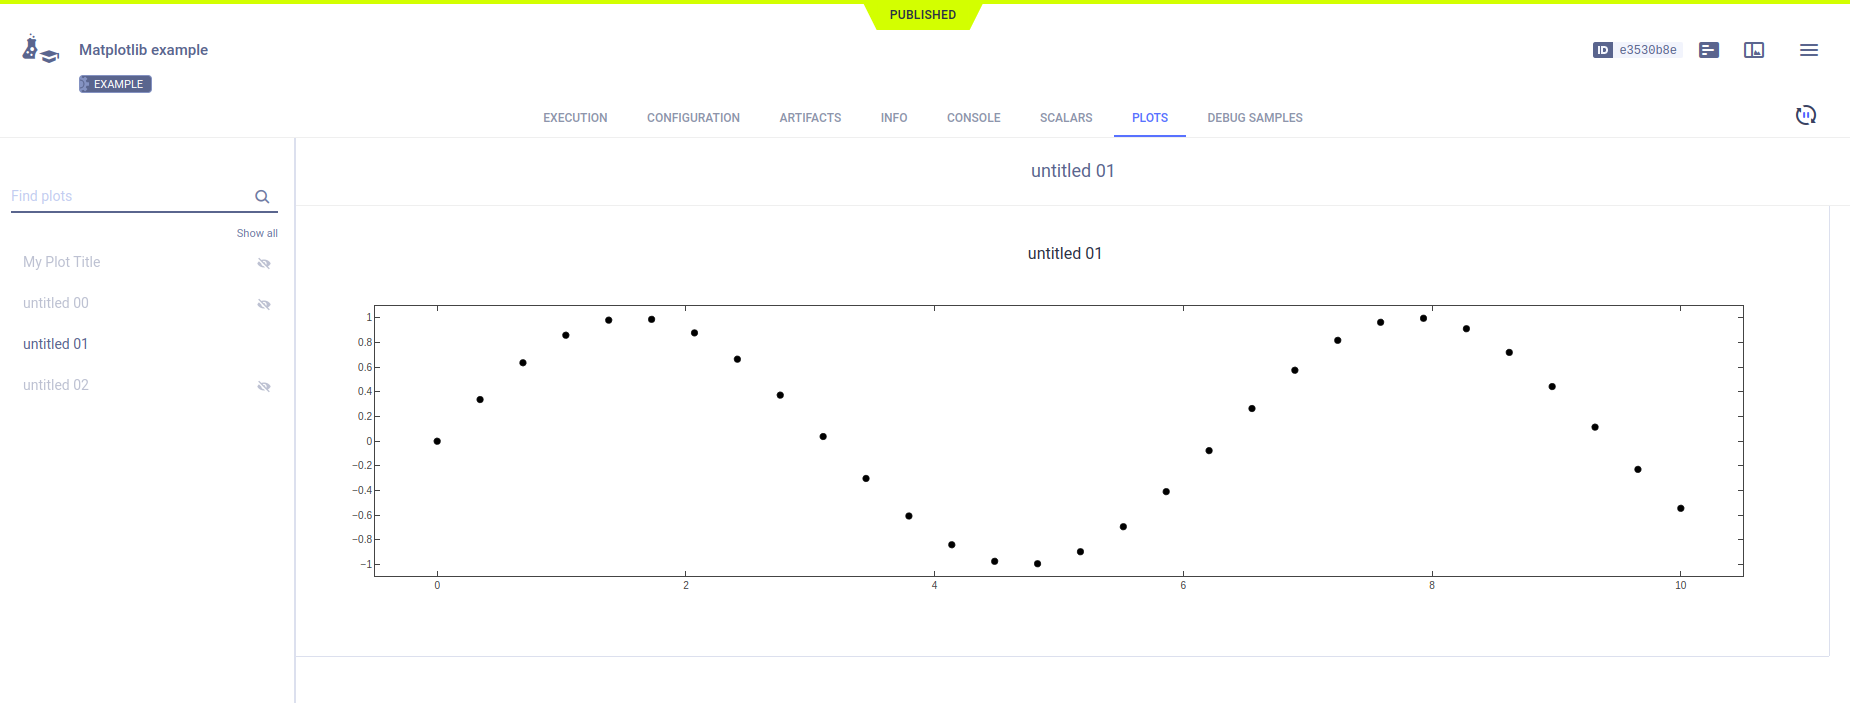 PUBLISHED
Matplotlib example
ID e3530b8e
EXAMPLE
EXECUTION CONFIGURATION ARTIFACTS INFO CONSOLE SCALARS PLOTS DEBUG SAMPLES
untitled 01
Find plots
Show all
My Plot Title
untitled 00
untitled 01
untitled 02
untitled 01
1
0.8
0.6
0.4
0.2
0
−0.2
−0.4
−0.6
−0.8
−1
0 2 4 6 8 10